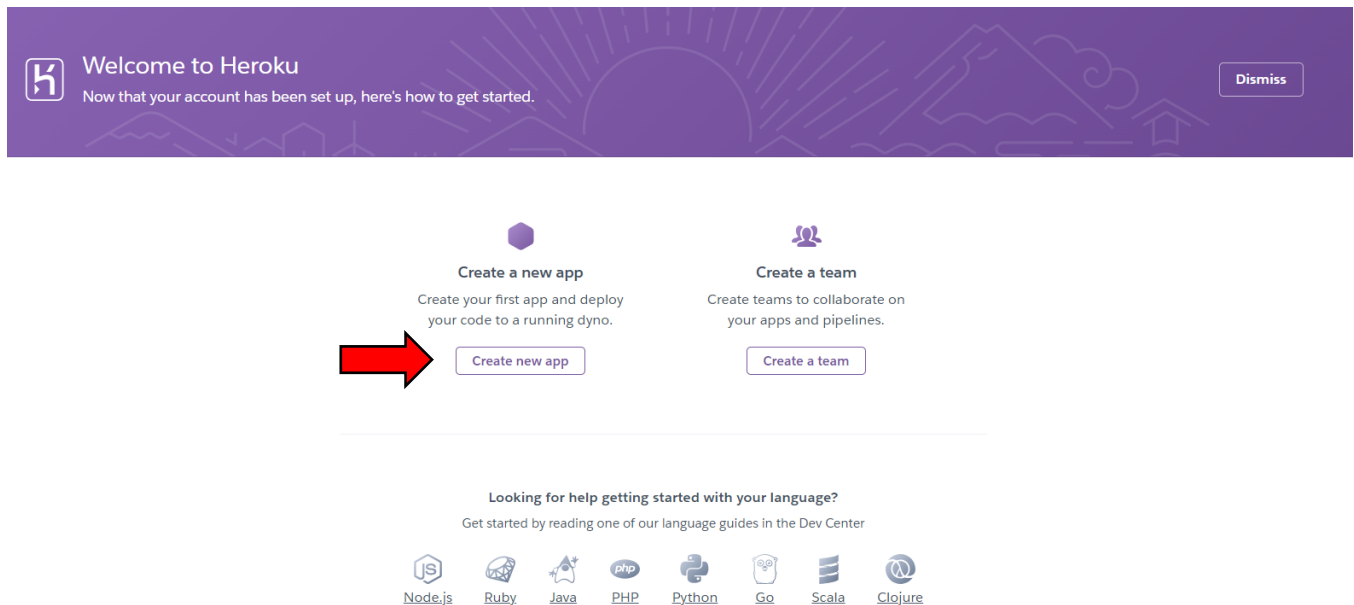 Welcome to Heroku
Now that your account has been set up, here's how to get started.
Dismiss
Create a new app
Create your first app and deploy
your code to a running dyno.
Create new app
Create a team
Create teams to collaborate on
your apps and pipelines.
Create a team
Looking for help getting started with your language?
Get started by reading one of our language guides in the Dev Center
JS
php
Node.js
Ruby
Java
PHP
Python
Go
Scala
Clojure